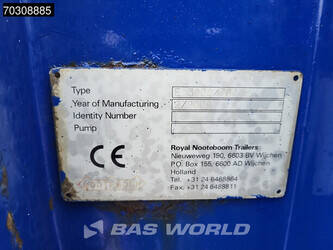 70308885
Type
Year of Manufacturing
Identity Number
Pump
CE
Royal Nooteboom Trailers
Nieuweweg 190, 6603 BV Wijchen
P.O. Box 155, 6600 AD Wijchen
Holland
Tel. +31 24 6488864
Fax. +31 24 6488811
BAS WORLD